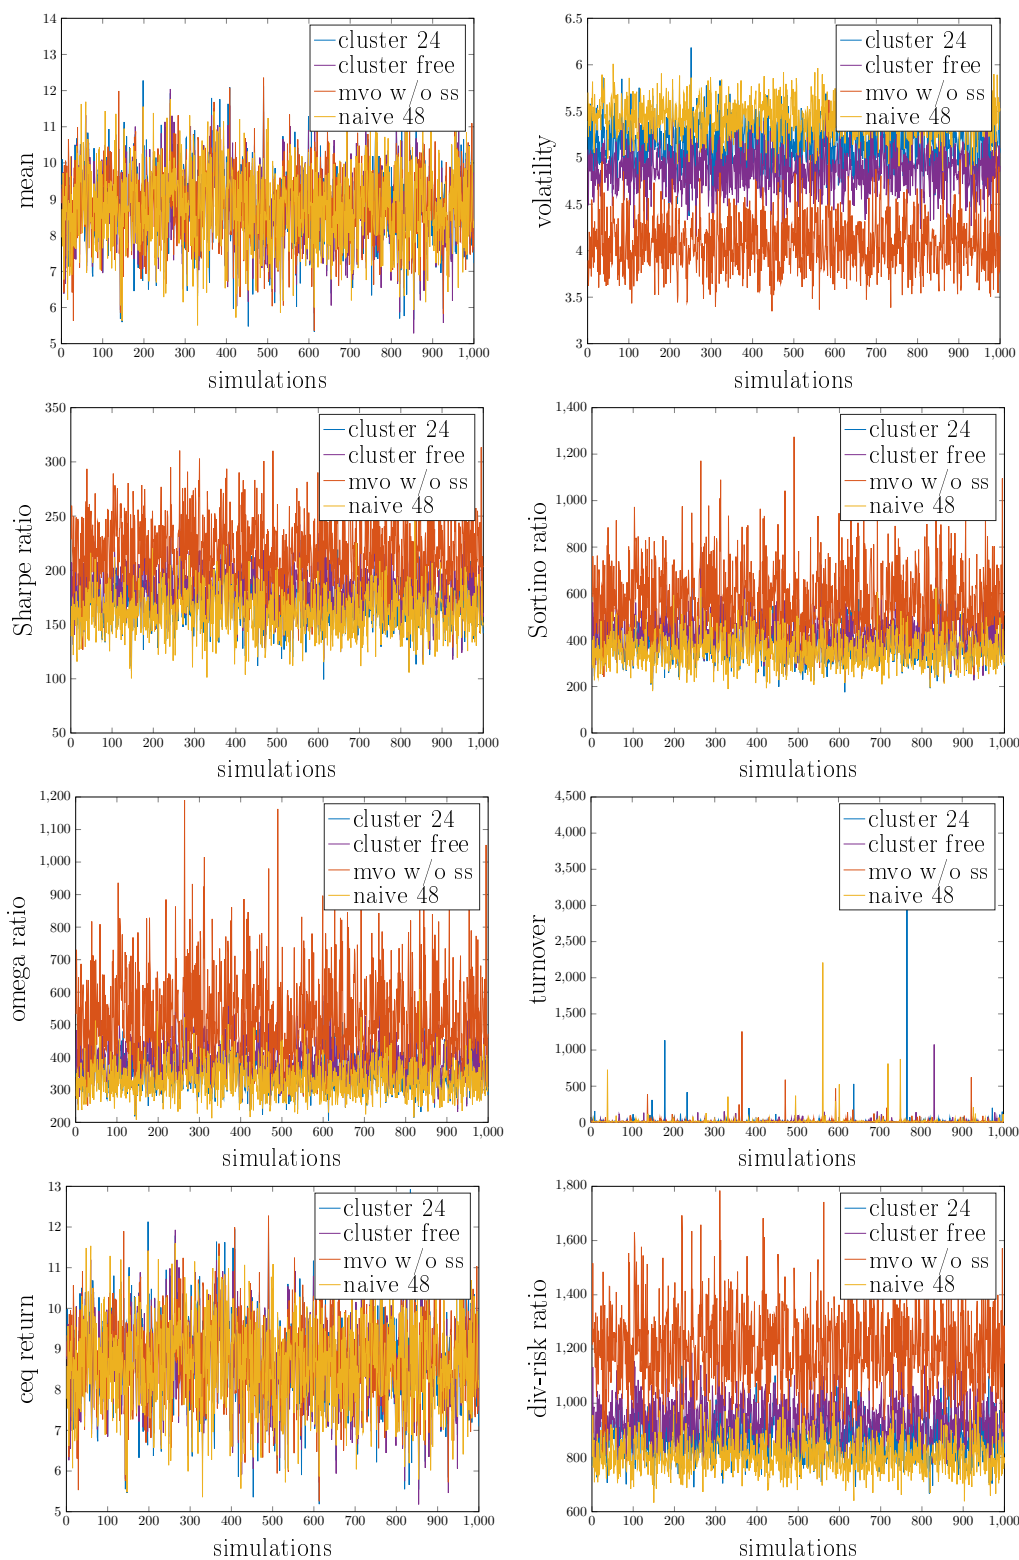 14
13
12
11
10
9
8
7
6
5
mean
cluster 24
cluster free
mvo w/o ss
naive 48
0 100 200 300 400 500 600 700 800 900 1,000
simulations
6.5
6
5.5
5
4.5
4
3.5
3
volatility
cluster 24
cluster free
mvo w/o ss
naive 48
0 100 200 300 400 500 600 700 800 900 1,000
simulations
350
300
250
200
150
100
50
Sharpe ratio
cluster 24
cluster free
mvo w/o ss
naive 48
0 100 200 300 400 500 600 700 800 900 1,000
simulations
1,400
1,200
1,000
800
600
400
200
0
Sortino ratio
cluster 24
cluster free
mvo w/o ss
naive 48
0 100 200 300 400 500 600 700 800 900 1,000
simulations
1,200
1,100
1,000
900
800
700
600
500
400
300
200
omega ratio
cluster 24
cluster free
mvo w/o ss
naive 48
0 100 200 300 400 500 600 700 800 900 1,000
simulations
4,500
4,000
3,500
3,000
2,500
2,000
1,500
1,000
500
0
turnover
cluster 24
cluster free
mvo w/o ss
naive 48
0 100 200 300 400 500 600 700 800 900 1,000
simulations
13
12
11
10
9
8
7
6
5
ceq return
cluster 24
cluster free
mvo w/o ss
naive 48
0 100 200 300 400 500 600 700 800 900 1,000
simulations
1,800
1,600
1,400
1,200
1,000
800
600
div-risk ratio
cluster 24
cluster free
mvo w/o ss
naive 48
0 100 200 300 400 500 600 700 800 900 1,000
simulations